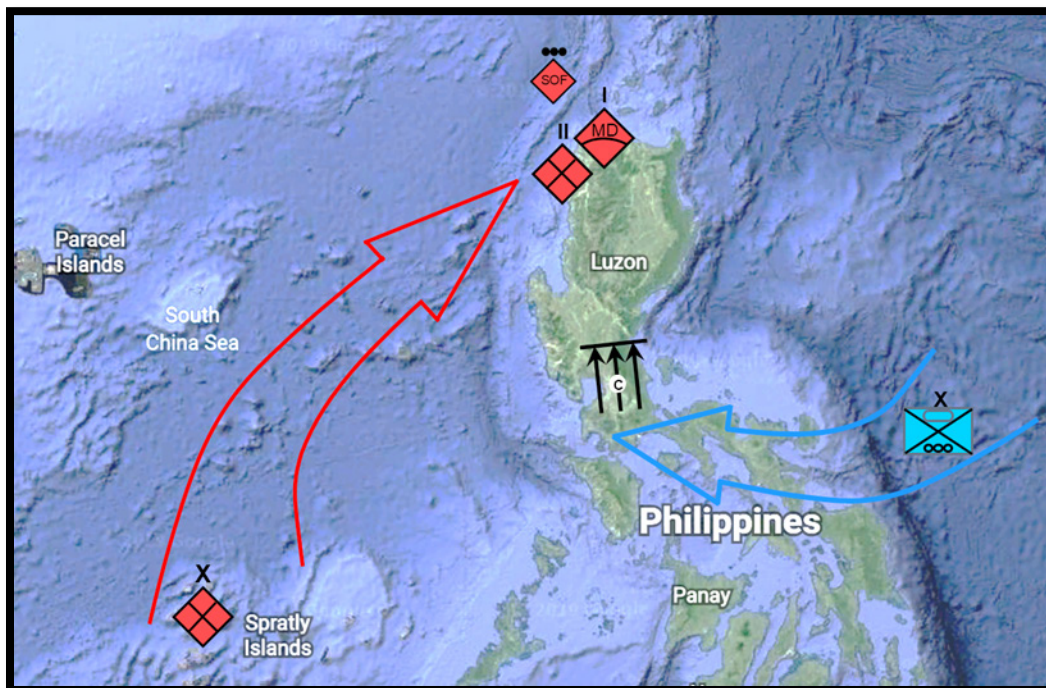 SOF
I
II
MD
Paracel
Islands
Luzon
South
China Sea
C
X
Philippines
X
Panay
Spratly
Islands